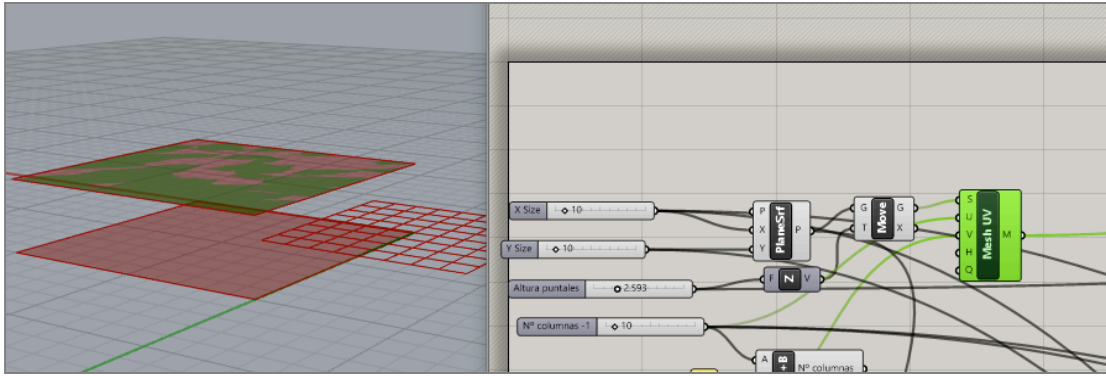 X Size
10
P
X
Y
PlaneSrf
P
G
T
Move
G
X
S
U
V
H
Q
Mesh UV
M
Y Size
10
Altura puntales
2.593
F
Z
V
Nº columnas -1
10
A
+B
Nº columnas